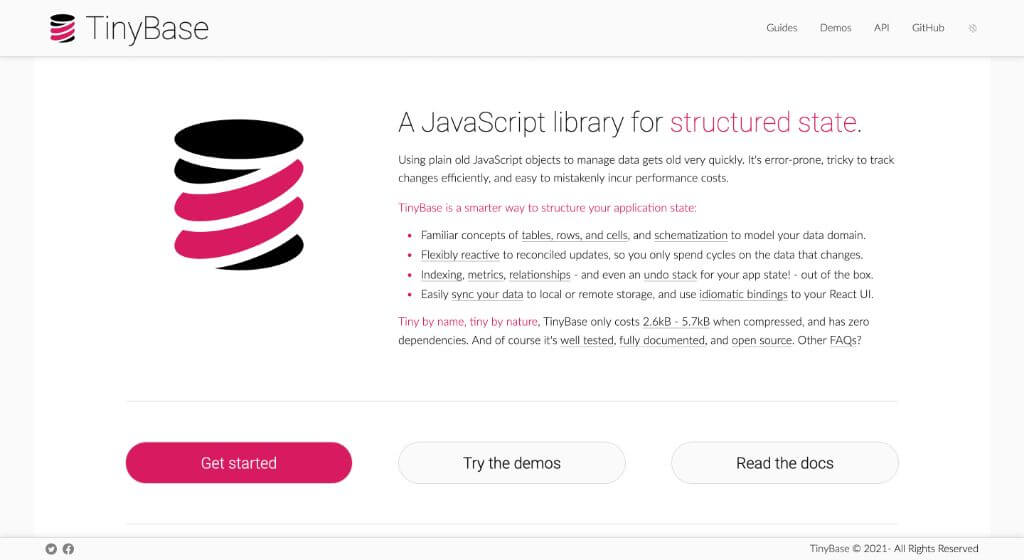 TinyBase
Guides Demos API GitHub
A JavaScript library for structured state.
Using plain old JavaScript objects to manage data gets old very quickly. It's error-prone, tricky to track
changes efficiently, and easy to mistakenly incur performance costs.
TinyBase is a smarter way to structure your application state:
• Familiar concepts of tables, rows, and cells, and schematization to model your data domain.
• Flexibly reactive to reconciled updates, so you only spend cycles on the data that changes.
• Indexing, metrics, relationships - and even an undo stack for your app state! - out of the box.
• Easily sync your data to local or remote storage, and use idiomatic bindings to your React UI.
Tiny by name, tiny by nature, TinyBase only costs 2.6kB - 5.7kB when compressed, and has zero
dependencies. And of course it's well tested, fully documented, and open source. Other FAQs?
Get started
Try the demos
Read the docs
TinyBase © 2021- All Rights Reserved